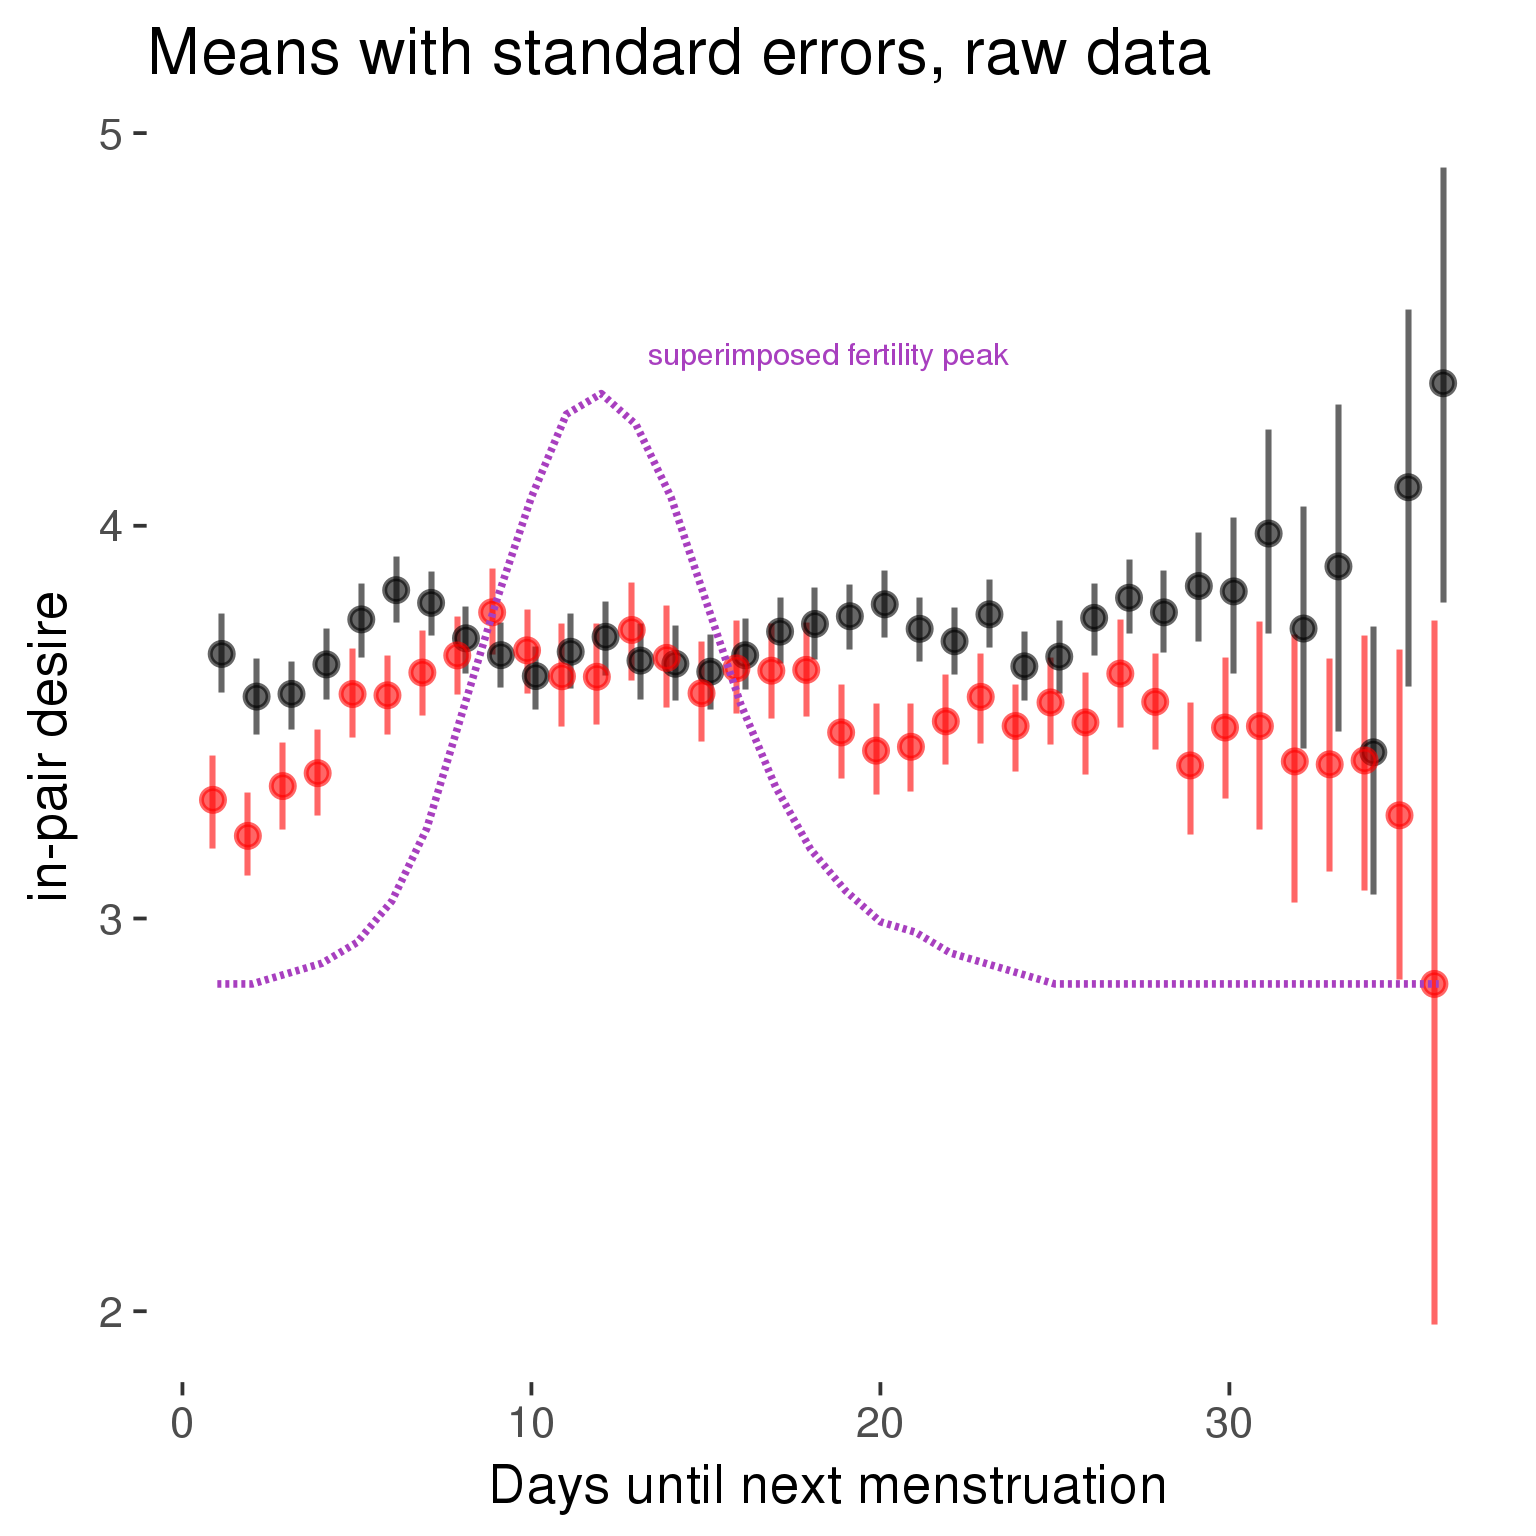 Means with standard errors, raw data
5
superimposed fertility peak
4
in-pair desire
3
2
0 10 20 30
Days until next menstruation